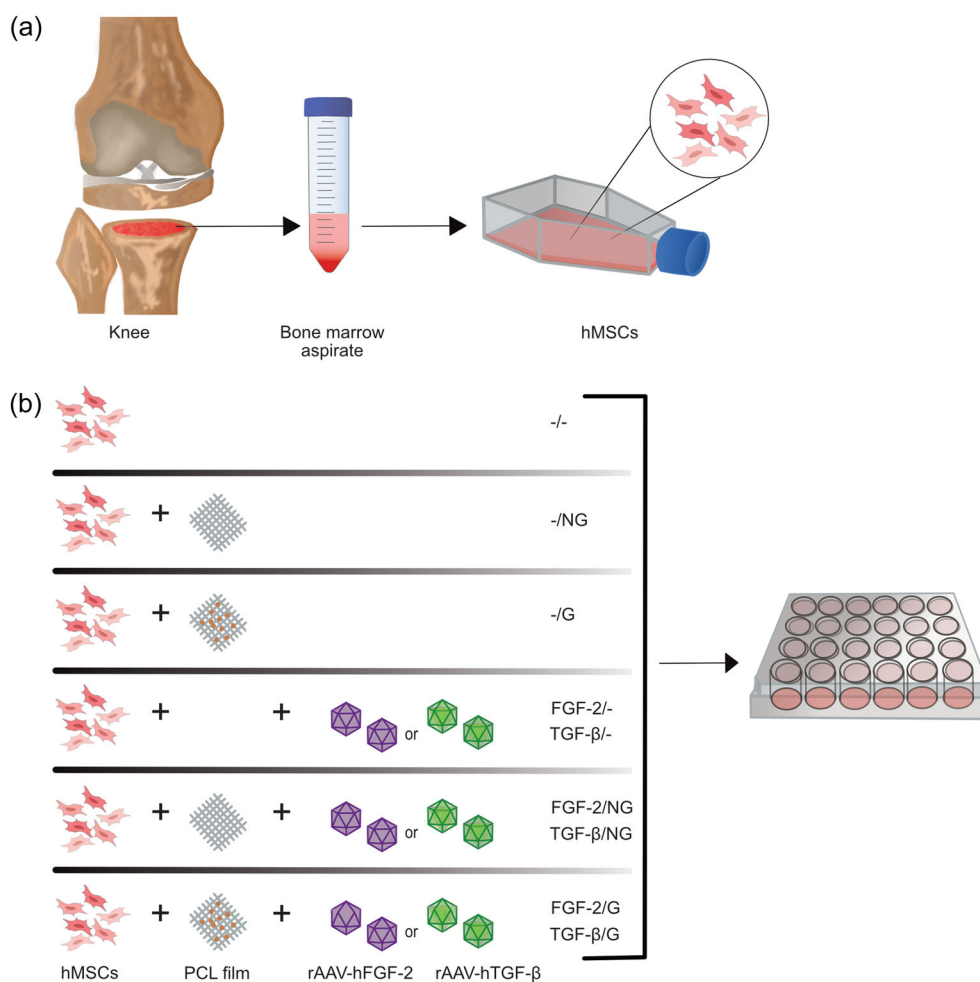 (a)
Knee
Bone marrow
aspirate
hMSCs
(b)
-/-
+
-/NG
+
-/G
+ + or
FGF-2/-
TGF-β/-
+ + or
FGF-2/NG
TGF-β/NG
+ + or
FGF-2/G
TGF-β/G
hMSCs PCL film rAAV-hFGF-2 rAAV-hTGF-β